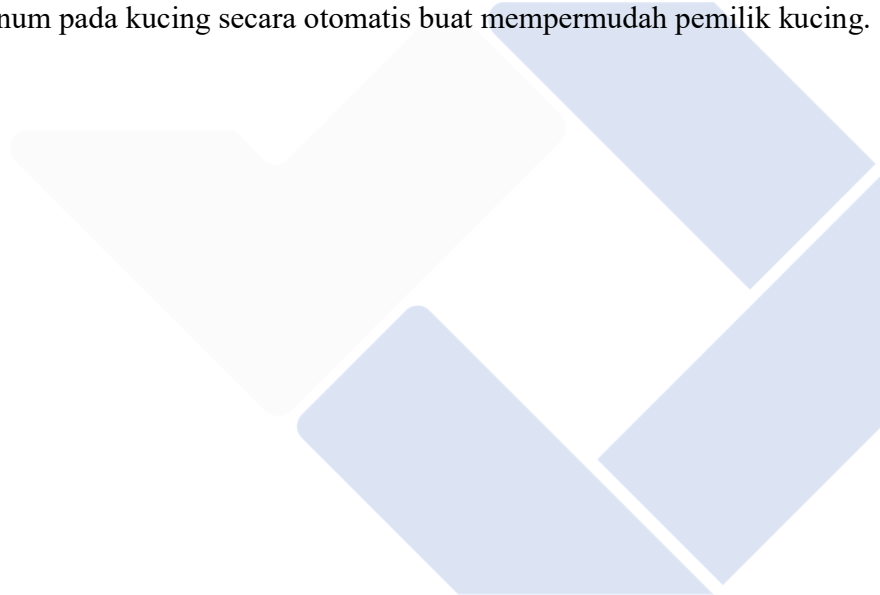 num pada kucing secara otomatis buat mempermudah pemilik kucing.